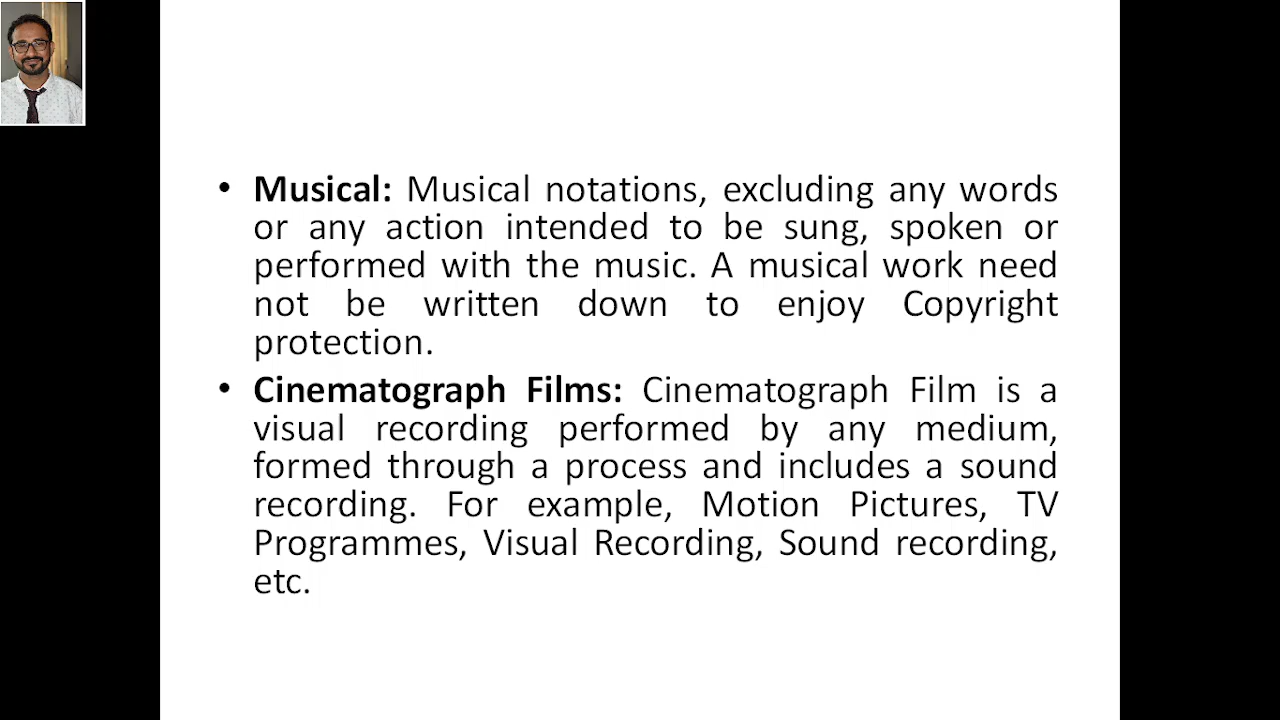 • Musical: Musical notations, excluding any words
or any action intended to be sung, spoken or
performed with the music. A musical work need
not be written down to enjoy Copyright
protection.
• Cinematograph Films: Cinematograph Film is a
visual recording performed by any medium,
formed through a process and includes a sound
recording. For example, Motion Pictures, TV
Programmes, Visual Recording, Sound recording,
etc.